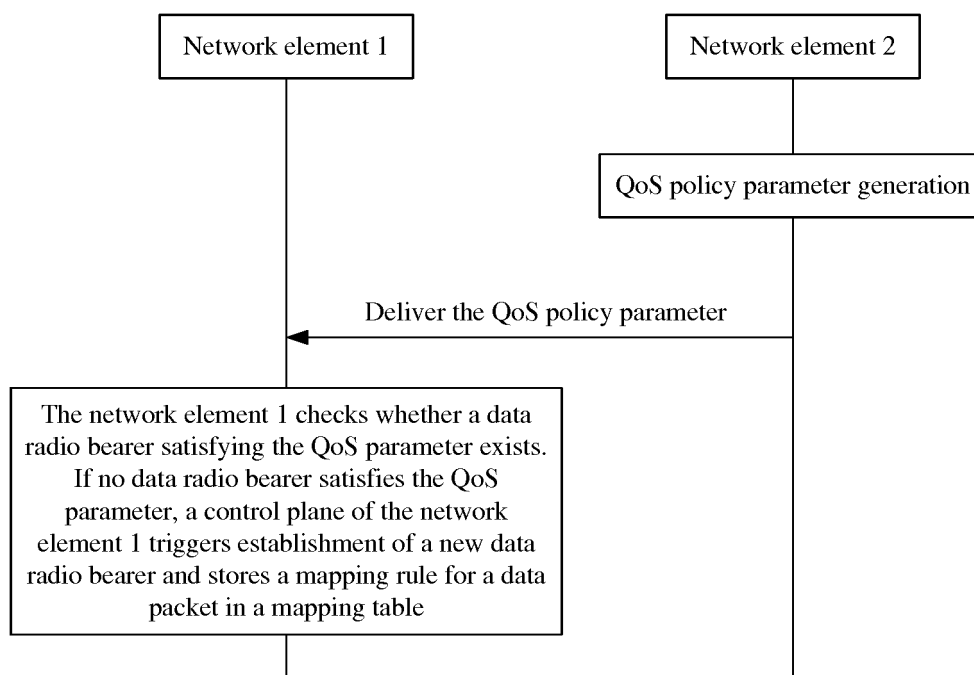 Network element 1
Network element 2
QoS policy parameter generation
Deliver the QoS policy parameter
The network element 1 checks whether a data
radio bearer satisfying the QoS parameter exists.
If no data radio bearer satisfies the QoS
parameter, a control plane of the network
element 1 triggers establishment of a new data
radio bearer and stores a mapping rule for a data
packet in a mapping table